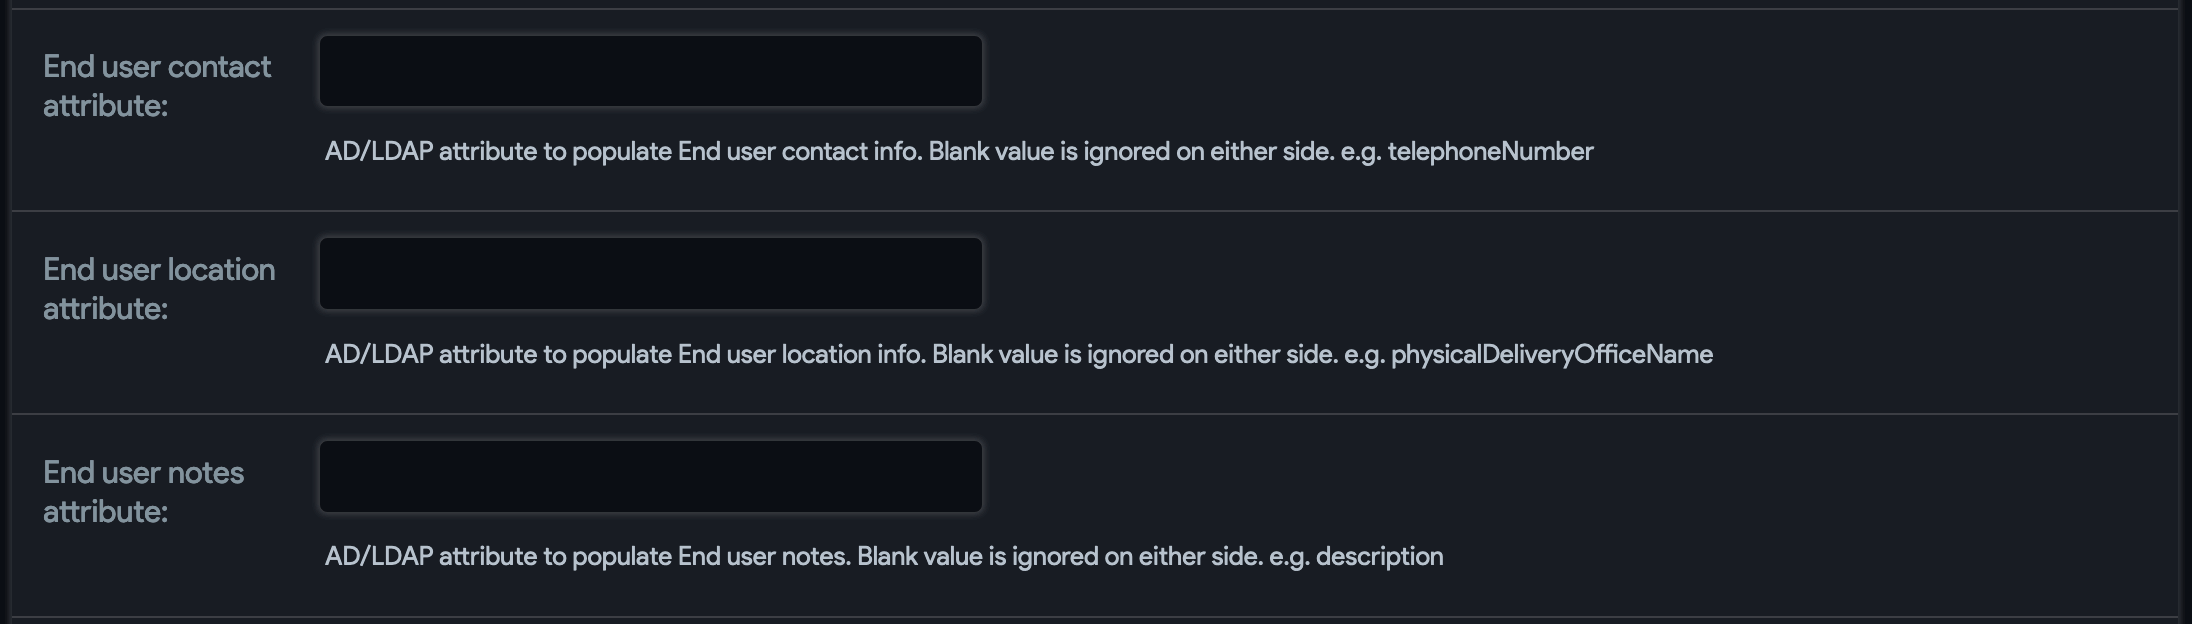 End user contact
attribute:
AD/LDAP attribute to populate End user contact info. Blank value is ignored on either side. e.g. telephoneNumber
End user location
attribute:
AD/LDAP attribute to populate End user location info. Blank value is ignored on either side. e.g. physicalDeliveryOfficeName
End user notes
attribute:
AD/LDAP attribute to populate End user notes. Blank value is ignored on either side. e.g. description